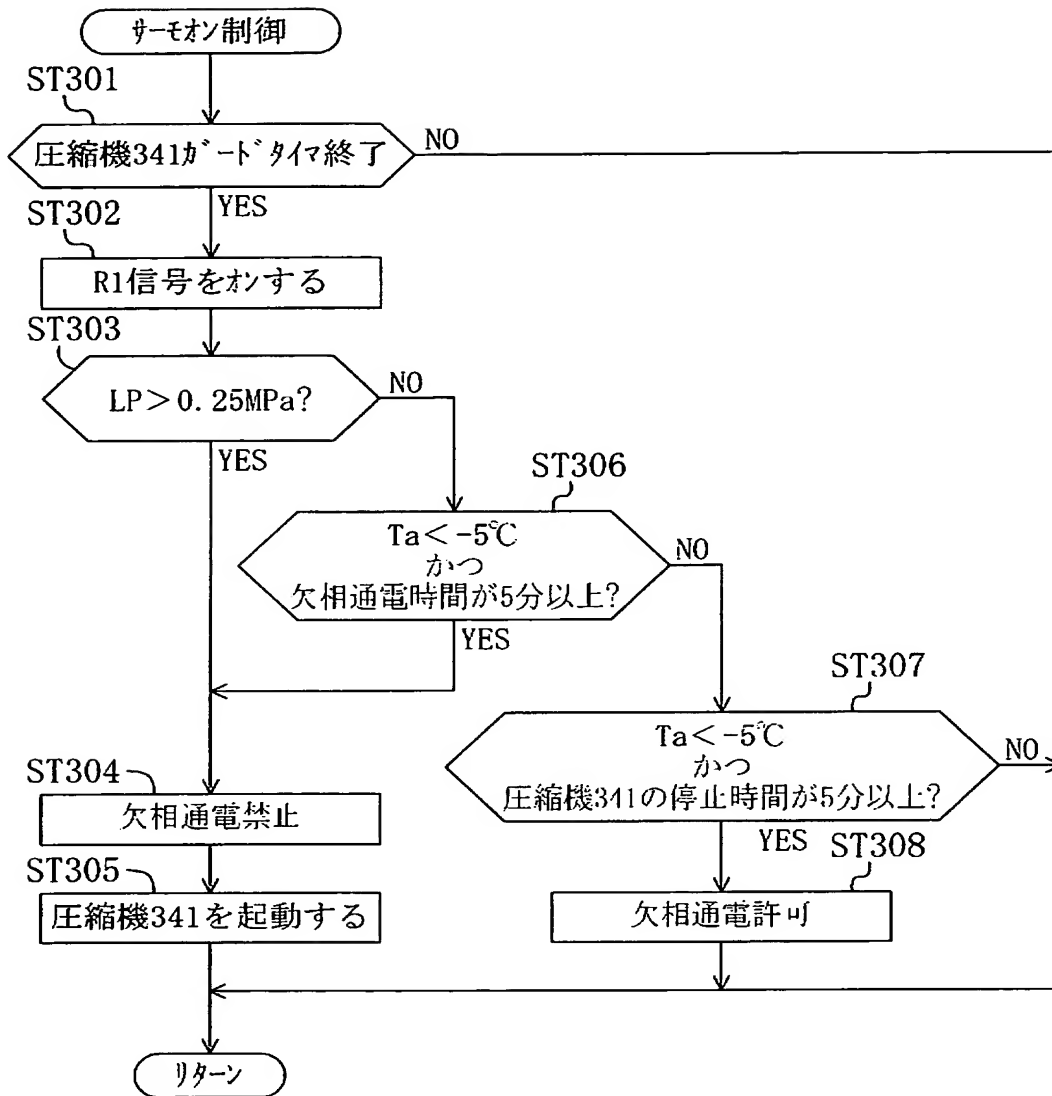 サーモオン制御
ST301
圧縮機341ガードタイマ終了
NO
YES
ST302
R1信号をオンする
ST303
LP＞0.25MPa?
NO
YES
ST306
Ta＜-5℃
かつ
欠相通電時間が5分以上?
NO
YES
ST307
Ta＜-5℃
かつ
圧縮機341の停止時間が5分以上?
NO
YES
ST304
欠相通電禁止
ST305
圧縮機341を起動する
ST308
欠相通電許可
リターン